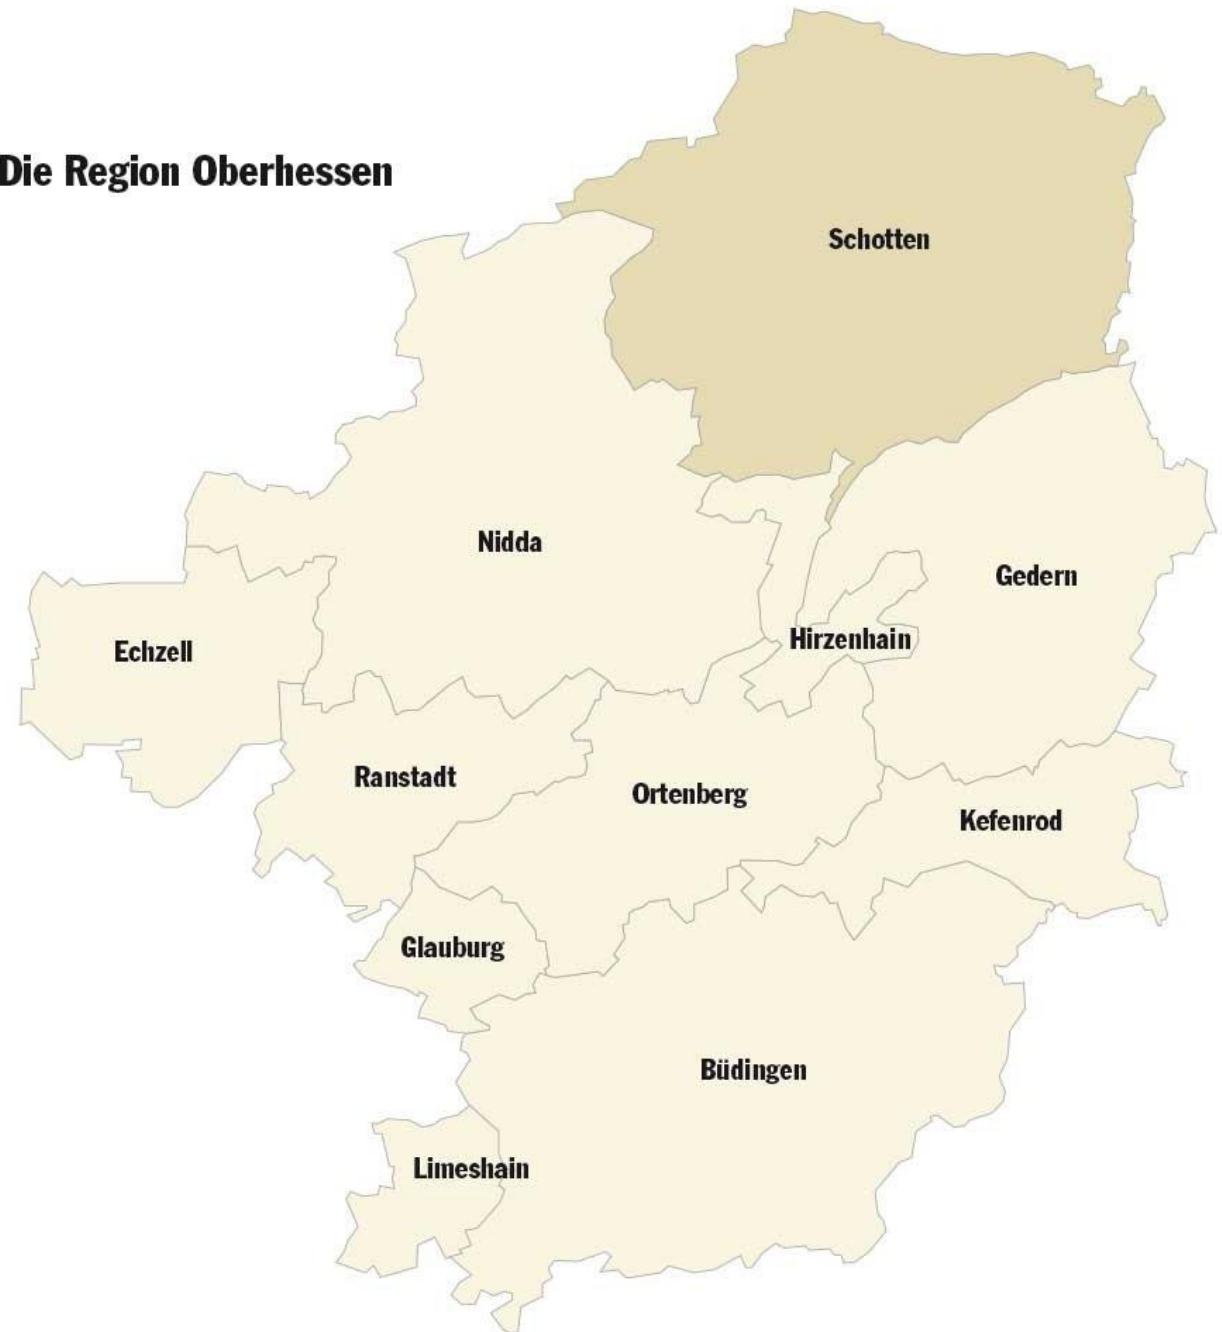 Die Region Oberhessen
Schotten
Nidda
Gedern
Hirzenhain
Echzell
Ranstadt
Ortenberg
Kefenrod
Glauburg
Büdingen
Limeshain